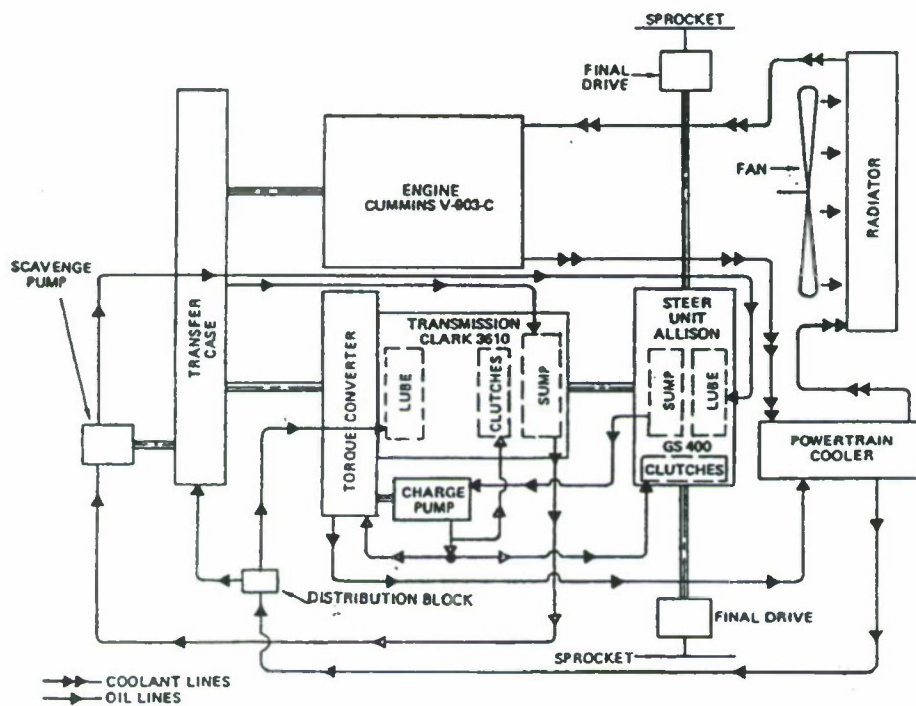 SPROCKET
FINAL
DRIVE
ENGINE
CUMMINS V-903-C
FAN
RADIATOR
SCAVENGE
PUMP
TRANSFER
CASE
TORQUE CONVERTER
TRANSMISSION
CLARK 3610
LUBE
CLUTCHES
SUMP
STEER
UNIT
ALLISON
SUMP
LUBE
GS 400
CLUTCHES
POWERTRAIN
COOLER
CHARGE
PUMP
DISTRIBUTION BLOCK
FINAL DRIVE
SPROCKET
COOLANT LINES
OIL LINES